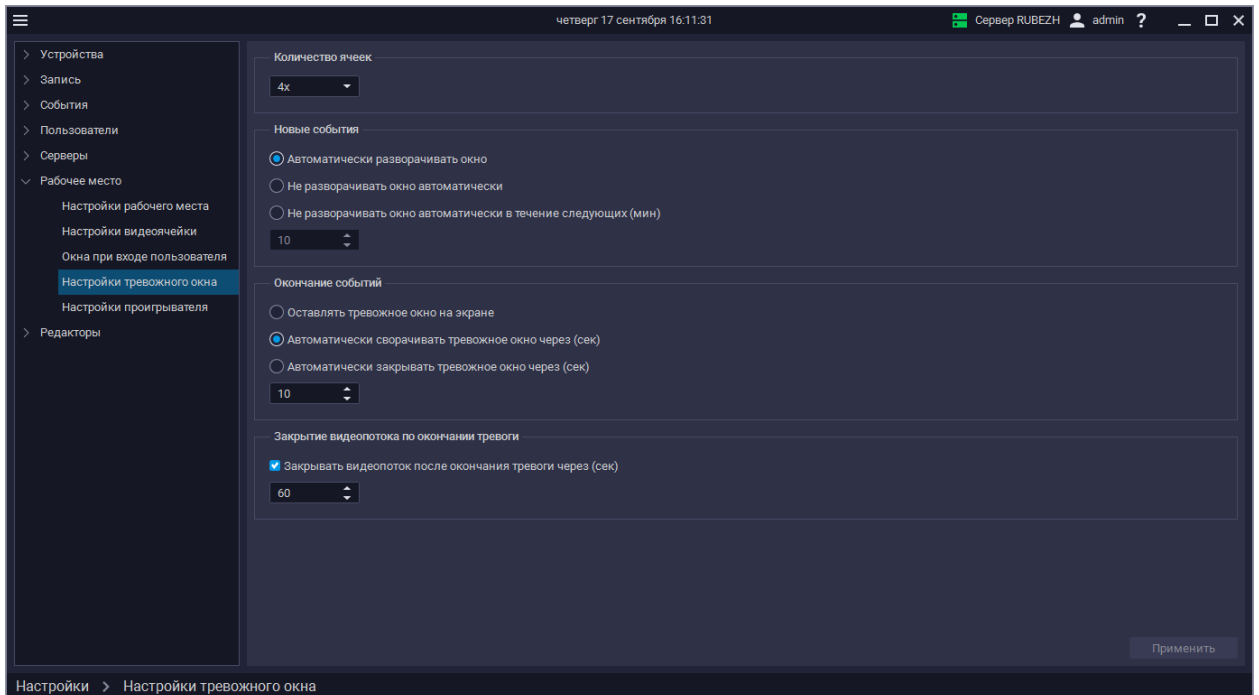 четверг 17 сентября 16:11:31
Сервер RUBEZH admin ?
Устройства
Запись
События
Пользователи
Серверы
Рабочее место
Настройки рабочего места
Настройки видеоячейки
Окна при входе пользователя
Настройки тревожного окна
Настройки проигрывателя
Редакторы
Количество ячеек
4x
Новые события
Автоматически разворачивать окно
Не разворачивать окно автоматически
Не разворачивать окно автоматически в течение следующих (мин)
10
Окончание событий
Оставлять тревожное окно на экране
Автоматически сворачивать тревожное окно через (сек)
Автоматически закрывать тревожное окно через (сек)
10
Закрытие видеопотока по окончании тревоги
Закрывать видеопоток после окончания тревоги через (сек)
60
Применить
Настройки > Настройки тревожного окна